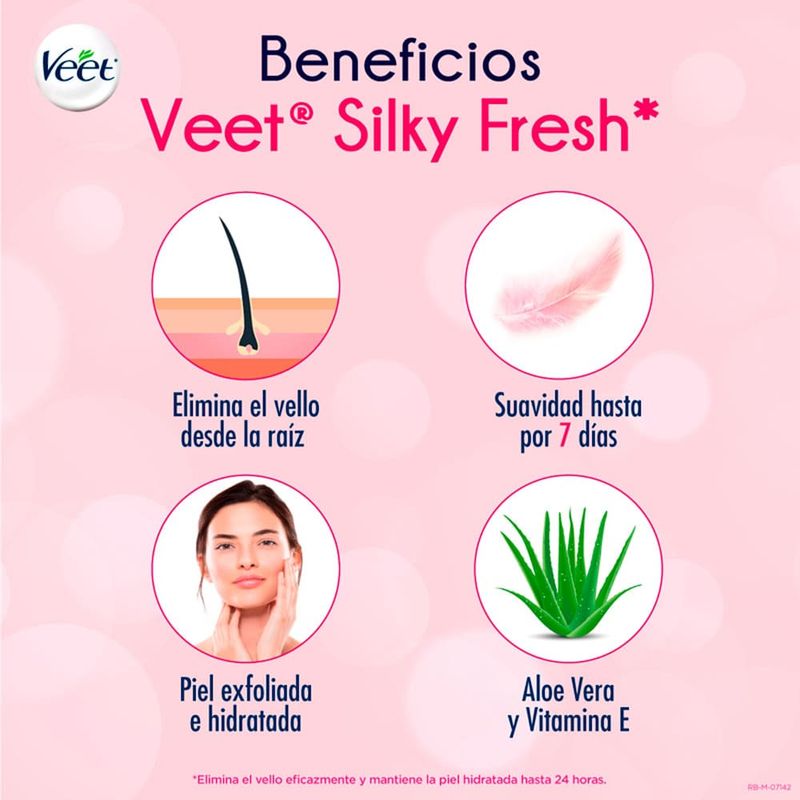 Veet
Beneficios
Veet® Silky Fresh*
Elimina el vello
desde la raíz
Suavidad hasta
por 7 días
Piel exfoliada
e hidratada
Aloe Vera
y Vitamina E
*Elimina el vello eficazmente y mantiene la piel hidratada hasta 24 horas.
RB-M-07142